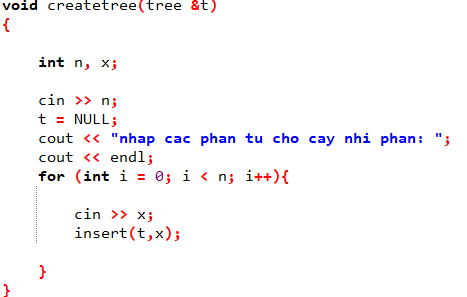 void createtree(tree &t)
{
int n, x;
cin >> n;
t = NULL;
cout << "nhap cac phan tu cho cay nhi phan: ";
cout << endl;
for (int i = 0; i < n; i++){
cin >> x;
insert(t,x);
}
}